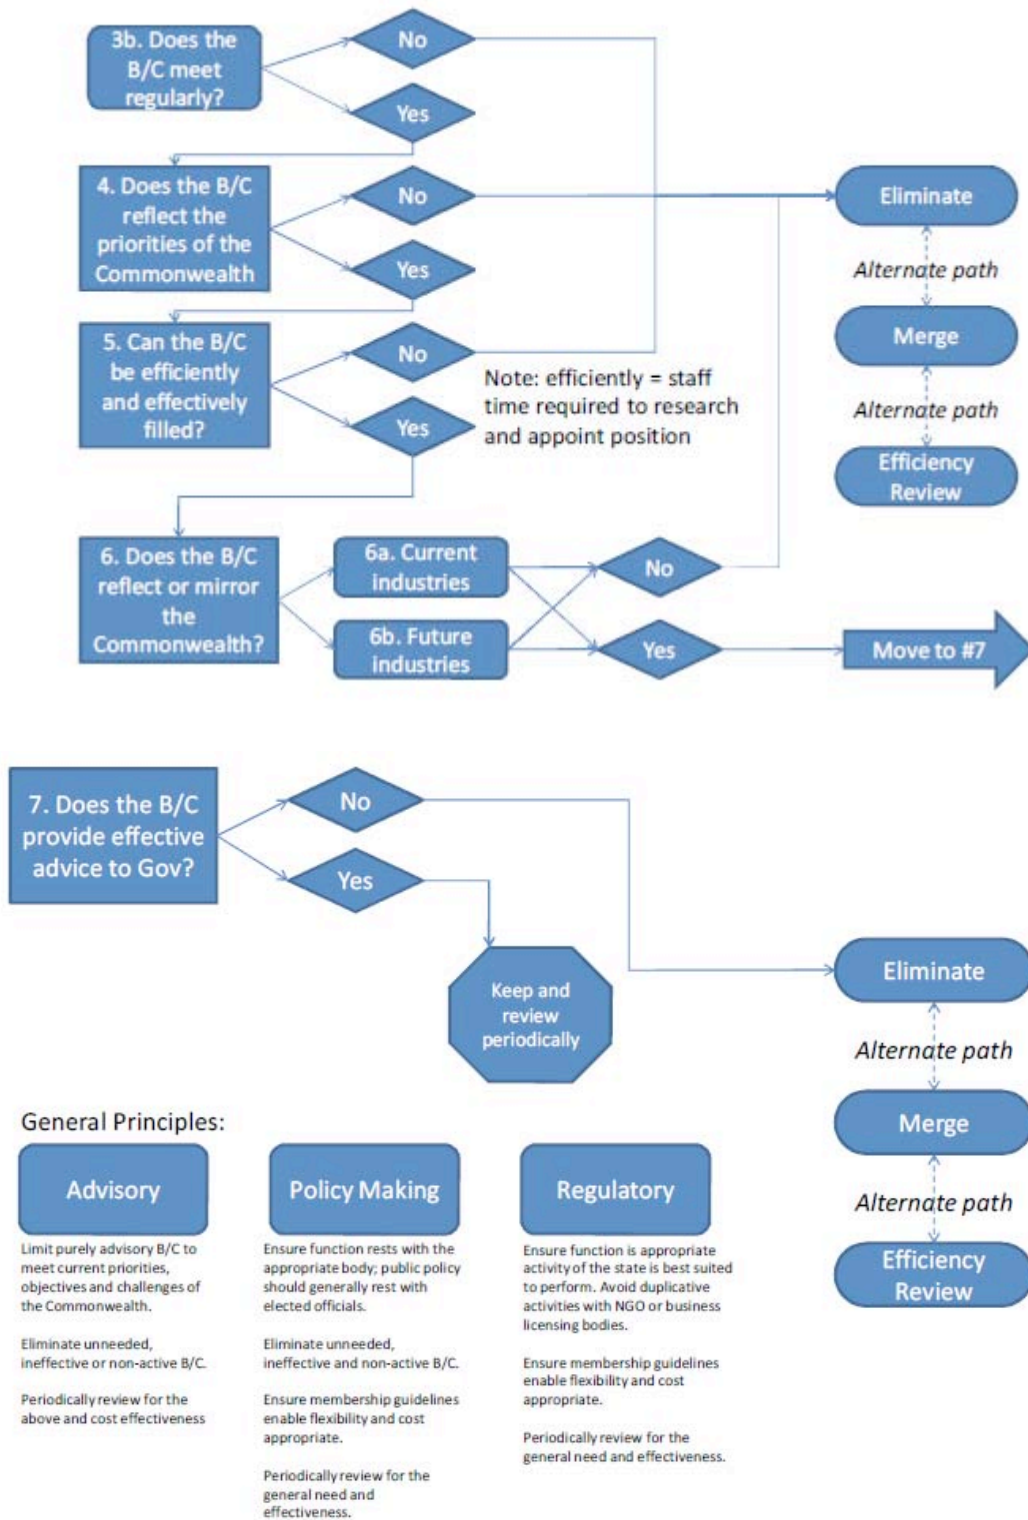 3b. Does the
B/C meet
regularly?
No
Yes
4. Does the B/C
reflect the
priorities of the
Commonwealth
No
Yes
Eliminate
Alternate path
Merge
Alternate path
Efficiency
Review
5. Can the B/C
be efficiently
and effectively
filled?
No
Yes
Note: efficiently = staff
time required to research
and appoint position
6. Does the B/C
reflect or mirror
the
Commonwealth?
6a. Current
industries
6b. Future
industries
No
Yes
Move to #7
7. Does the B/C
provide effective
advice to Gov?
No
Yes
Keep and
review
periodically
Eliminate
Alternate path
Merge
Alternate path
Efficiency
Review
General Principles:
Advisory
Limit purely advisory B/C to
meet current priorities,
objectives and challenges of
the Commonwealth.
Eliminate unneeded,
ineffective or non-active B/C.
Periodically review for the
above and cost effectiveness
Policy Making
Ensure function rests with the
appropriate body; public policy
should generally rest with
elected officials.
Eliminate unneeded,
ineffective and non-active B/C.
Ensure membership guidelines
enable flexibility and cost
appropriate.
Periodically review for the
general need and
effectiveness.
Regulatory
Ensure function is appropriate
activity of the state is best suited
to perform. Avoid duplicative
activities with NGO or business
licensing bodies.
Ensure membership guidelines
enable flexibility and cost
appropriate.
Periodically review for the
general need and effectiveness.